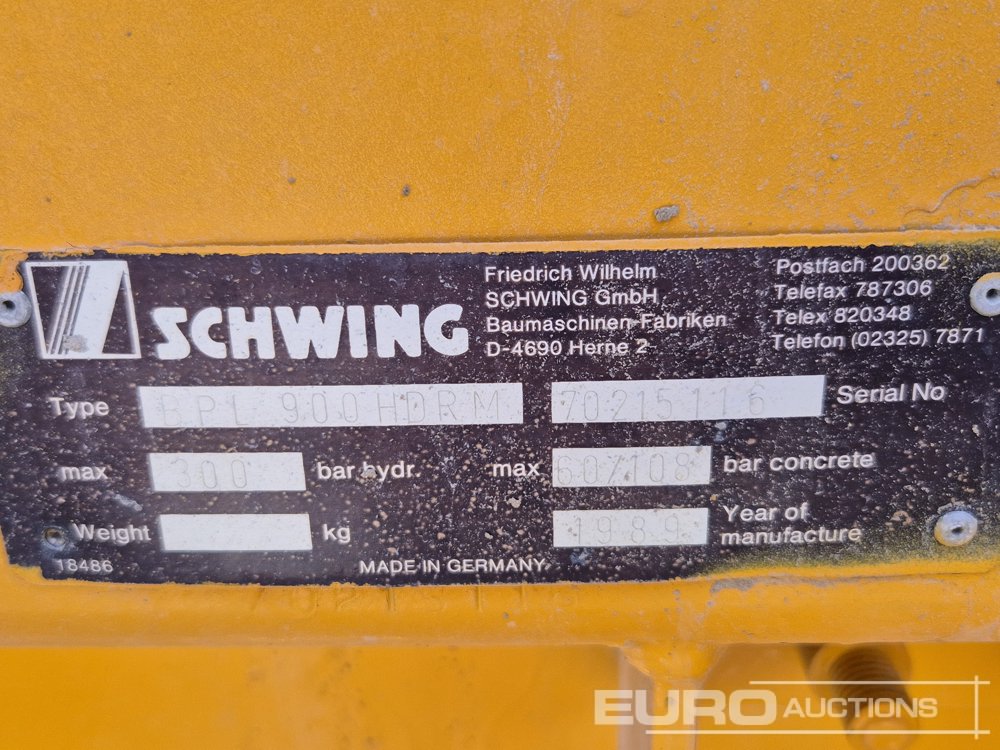 SCHWING
Friedrich Wilhelm
SCHWING GmbH
Baumaschinen-Fabriken
D-4690 Herne 2
Postfach 200362
Telefax 787306
Telex 820348
Telefon (02325) 7871
Type BPL 900 HDRM 70215116 Serial No
max 300 bar hydr. max 60/108 bar concrete
Weight kg 1989 Year of manufacture
18486 MADE IN GERMANY
EURO AUCTIONS